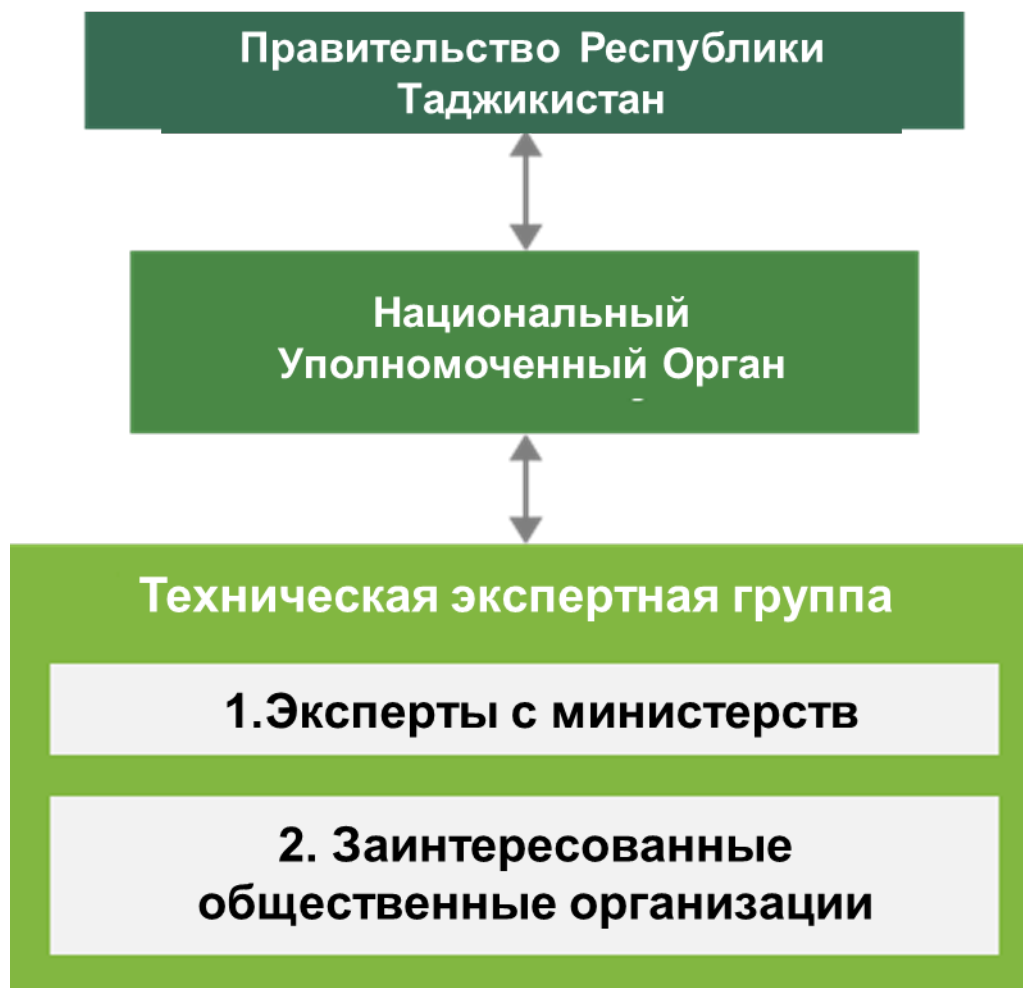 Правительство Республики
Таджикистан
Национальный
Уполномоченный Орган
Техническая экспертная группа
1.Эксперты с министерств
2. Заинтересованные
общественные организации